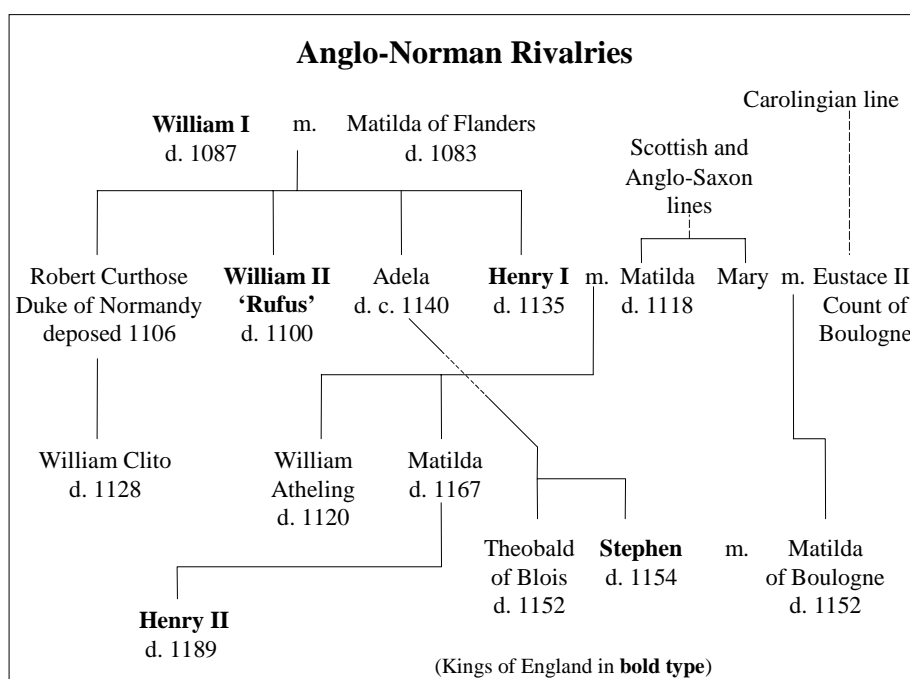 Anglo-Norman Rivalries
Carolingian line
William I m. Matilda of Flanders
d. 1087 d. 1083
Scottish and
Anglo-Saxon
lines
Robert Curthose
Duke of Normandy
deposed 1106
William II
‘Rufus’
d. 1100
Adela
d. c. 1140
Henry I m. Matilda
d. 1135 d. 1118
Mary m. Eustace II
Count of
Boulogne
William Clito
d. 1128
William
Atheling
d. 1120
Matilda
d. 1167
Theobald
of Blois
d. 1152
Stephen m. Matilda
d. 1154 of Boulogne
d. 1152
Henry II
d. 1189
(Kings of England in bold type)